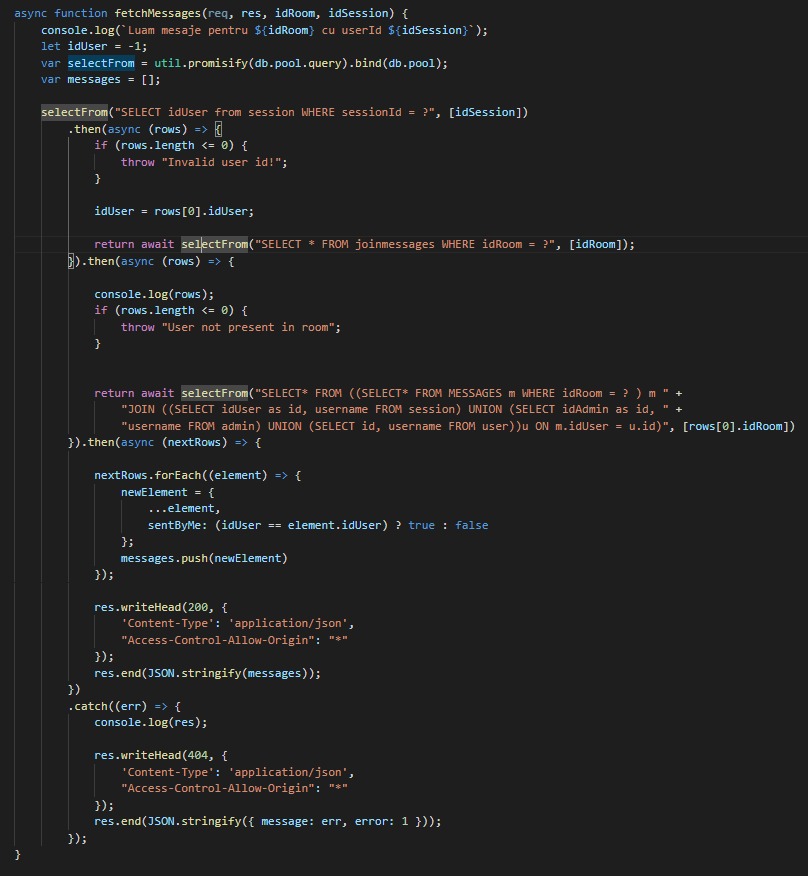 async function fetchMessages(req, res, idRoom, idSession) {
    console.log(`Luam mesaje pentru ${idRoom} cu userId ${idSession}`);
    let idUser = -1;
    var selectFrom = util.promisify(db.pool.query).bind(db.pool);
    var messages = [];

    selectFrom("SELECT idUser from session WHERE sessionId = ?", [idSession])
        .then(async (rows) => {
            if (rows.length <= 0) {
                throw "Invalid user id!";
            }

            idUser = rows[0].idUser;

            return await selectFrom("SELECT * FROM joinmessages WHERE idRoom = ?", [idRoom]);
        }).then(async (rows) => {

            console.log(rows);
            if (rows.length <= 0) {
                throw "User not present in room";
            }


            return await selectFrom("SELECT* FROM ((SELECT* FROM MESSAGES m WHERE idRoom = ? ) m " +
                "JOIN ((SELECT idUser as id, username FROM session) UNION (SELECT idAdmin as id, " +
                "username FROM admin) UNION (SELECT id, username FROM user))u ON m.idUser = u.id)", [rows[0].idRoom])
        }).then(async (nextRows) => {

            nextRows.forEach((element) => {
                newElement = {
                    ...element,
                    sentByMe: (idUser == element.idUser) ? true : false
                };
                messages.push(newElement)
            });

            res.writeHead(200, {
                'Content-Type': 'application/json',
                "Access-Control-Allow-Origin": "*"
            });
            res.end(JSON.stringify(messages));
        })
        .catch((err) => {
            console.log(res);

            res.writeHead(404, {
                'Content-Type': 'application/json',
                "Access-Control-Allow-Origin": "*"
            });
            res.end(JSON.stringify({ message: err, error: 1 }));
        });
}